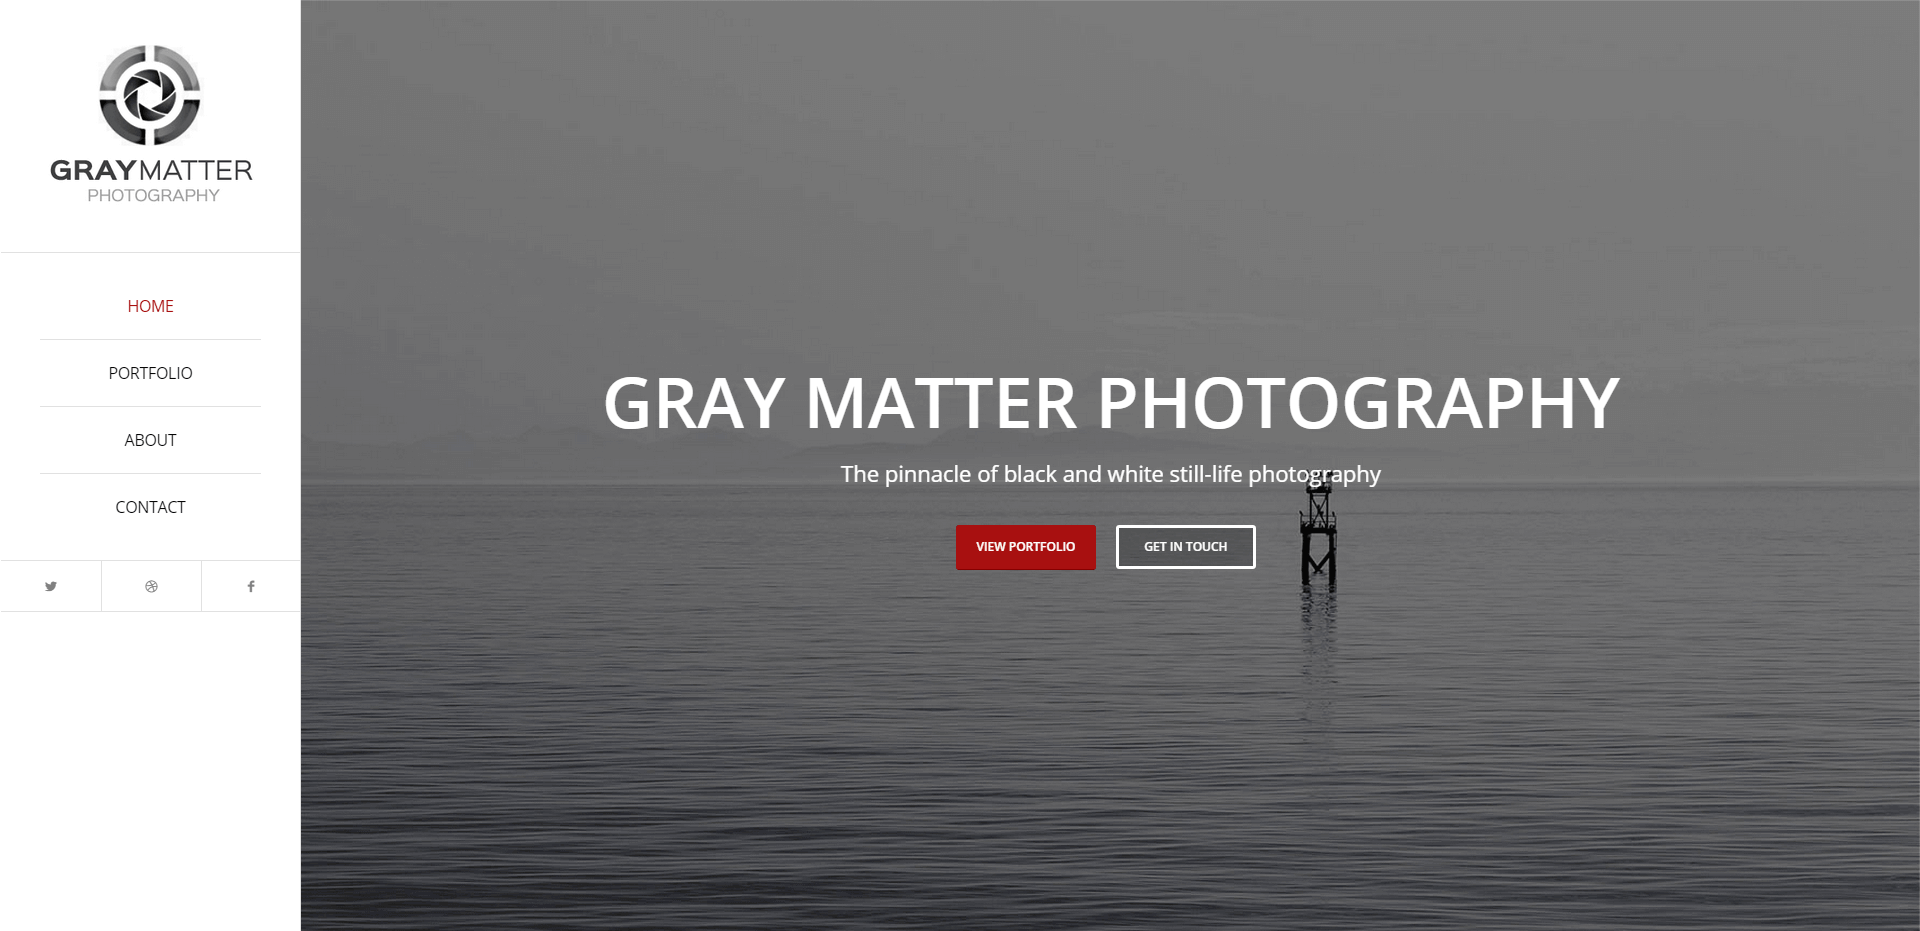 GRAYMATTER
PHOTOGRAPHY
HOME
PORTFOLIO
ABOUT
CONTACT
GRAY MATTER PHOTOGRAPHY
The pinnacle of black and white still-life photography
VIEW PORTFOLIO
GET IN TOUCH